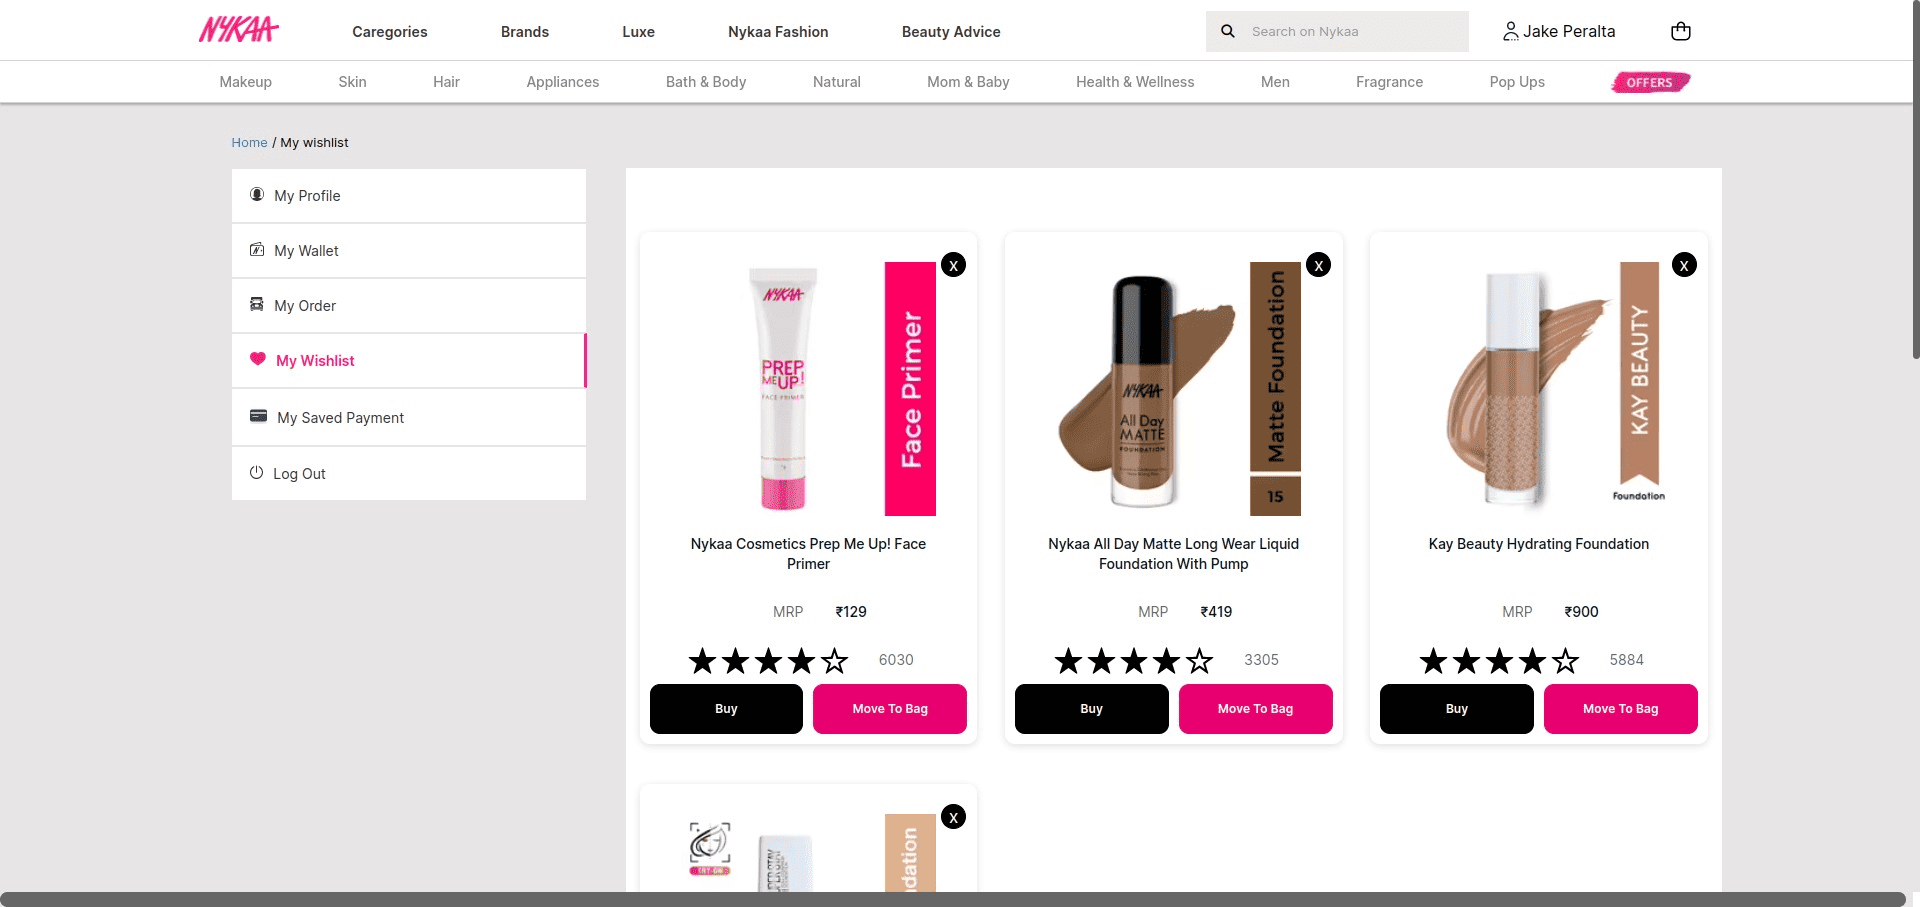 NYKAA
Caregories
Brands
Luxe
Nykaa Fashion
Beauty Advice
Search on Nykaa
Jake Peralta
Makeup
Skin
Hair
Appliances
Bath & Body
Natural
Mom & Baby
Health & Wellness
Men
Fragrance
Pop Ups
OFFERS
Home / My wishlist
My Profile
My Wallet
My Order
My Wishlist
My Saved Payment
Log Out
X
NYKAA
PREP
ME UP!
FACE PRIMER
Face Primer
Nykaa Cosmetics Prep Me Up! Face
Primer
MRP ₹129
6030
Buy
Move To Bag
X
NYKAA
All Day
MATTE
FOUNDATION
Matte Foundation
15
Nykaa All Day Matte Long Wear Liquid
Foundation With Pump
MRP ₹419
3305
Buy
Move To Bag
X
KAY BEAUTY
Foundation
Kay Beauty Hydrating Foundation
MRP ₹900
5884
Buy
Move To Bag
X
TRY ON